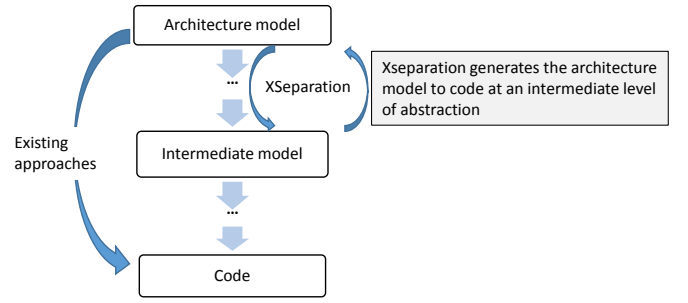 Architecture model
...
XSeparation
Xseparation generates the architecture
model to code at an intermediate level
of abstraction
...
Existing
approaches
Intermediate model
...
...
Code